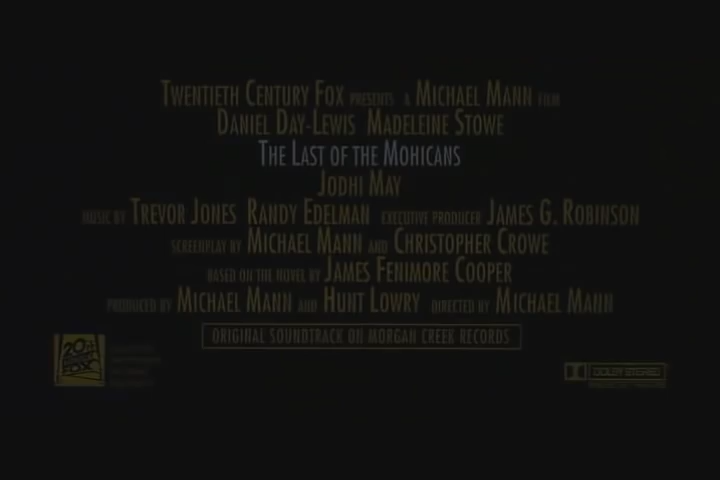 TWENTIETH CENTURY FOX PRESENTS A MICHAEL MANN FILM
DANIEL DAY-LEWIS MADELEINE STOWE
THE LAST OF THE MOHICANS
JODHI MAY
MUSIC BY TREVOR JONES RANDY EDELMAN EXECUTIVE PRODUCER JAMES G. ROBINSON
SCREENPLAY BY MICHAEL MANN AND CHRISTOPHER CROWE
BASED ON THE NOVEL BY JAMES FENIMORE COOPER
PRODUCED BY MICHAEL MANN AND HUNT LOWRY DIRECTED BY MICHAEL MANN
ORIGINAL SOUNDTRACK ON MORGAN CREEK RECORDS
20th CENTURY FOX
DOLBY STEREO